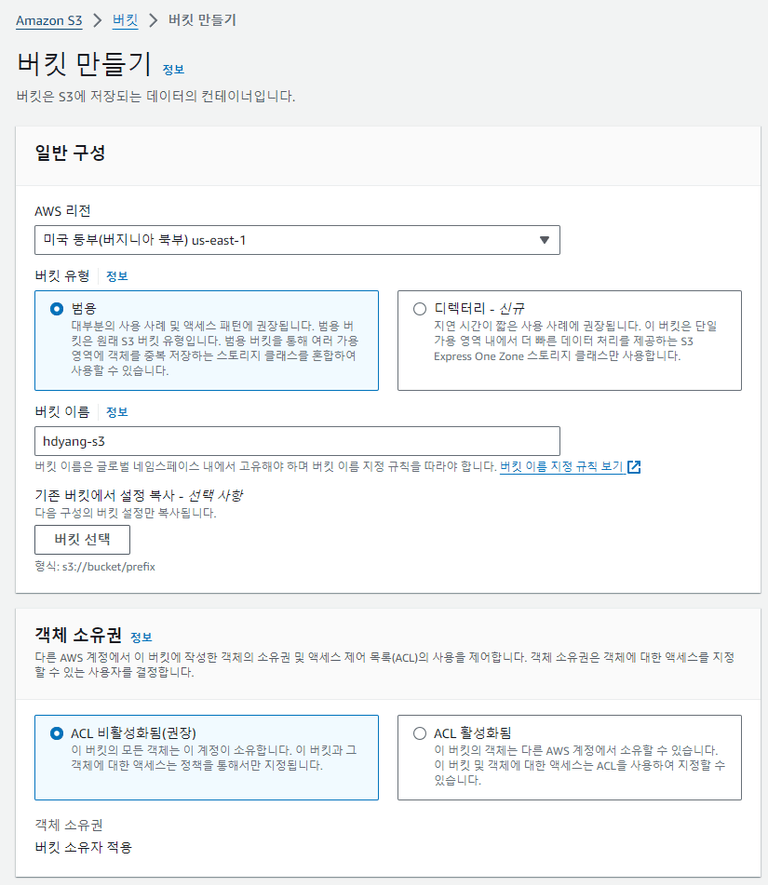 Amazon S3 > 버킷 > 버킷 만들기
버킷 만들기 정보
버킷은 S3에 저장되는 데이터의 컨테이너입니다.
일반 구성
AWS 리전
미국 동부(버지니아 북부) us-east-1
버킷 유형 정보
범용
대부분의 사용 사례 및 액세스 패턴에 권장됩니다. 범용 버
킷은 원래 S3 버킷 유형입니다. 범용 버킷을 통해 여러 가용
영역에 객체를 중복 저장하는 스토리지 클래스를 혼합하여
사용할 수 있습니다.
디렉터리 - 신규
지연 시간이 짧은 사용 사례에 권장됩니다. 이 버킷은 단일
가용 영역 내에서 더 빠른 데이터 처리를 제공하는 S3
Express One Zone 스토리지 클래스만 사용합니다.
버킷 이름 정보
hdyang-s3
버킷 이름은 글로벌 네임스페이스 내에서 고유해야 하며 버킷 이름 지정 규칙을 따라야 합니다. 버킷 이름 지정 규칙 보기
기존 버킷에서 설정 복사 - 선택 사항
다음 구성의 버킷 설정만 복사됩니다.
버킷 선택
형식: s3://bucket/prefix
객체 소유권 정보
다른 AWS 계정에서 이 버킷에 작성한 객체의 소유권 및 액세스 제어 목록(ACL)의 사용을 제어합니다. 객체 소유권은 객체에 대한 액세스를 지정
할 수 있는 사용자를 결정합니다.
ACL 비활성화됨(권장)
이 버킷의 모든 객체는 이 계정이 소유합니다. 이 버킷과 그
객체에 대한 액세스는 정책을 통해서만 지정됩니다.
ACL 활성화됨
이 버킷의 객체는 다른 AWS 계정에서 소유할 수 있습니다.
이 버킷 및 객체에 대한 액세스는 ACL을 사용하여 지정할 수
있습니다.
객체 소유권
버킷 소유자 적용